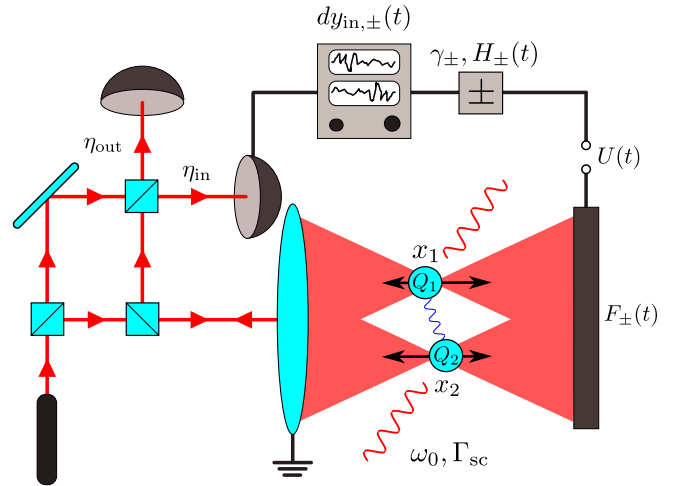 dy_{in,±}(t)
γ_±, H_±(t)
±
η_out
η_in
U(t)
x_1
Q_1
F_±(t)
Q_2
x_2
ω_0, Γ_sc